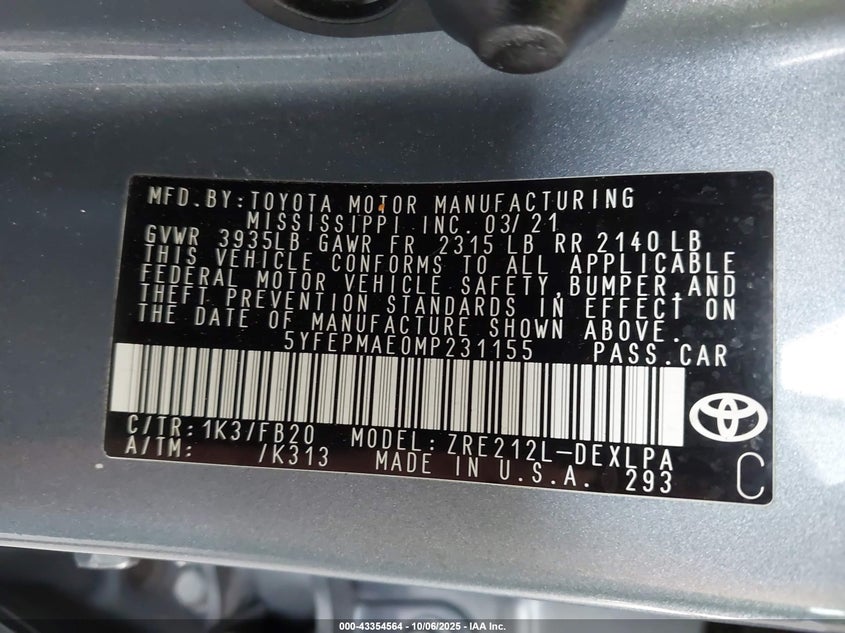 MFD.BY:TOYOTA MOTOR MANUFACTURING
MISSISSIPPI INC. 03/21
GVWR 3935LB GAWR FR 2315 LB RR 2140 LB
THIS VEHICLE CONFORMS TO ALL APPLICABLE
FEDERAL MOTOR VEHICLE SAFETY,BUMPER,AND
THEFT PREVENTION STANDARDS IN EFFECT ON
THE DATE OF MANUFACTURE SHOWN ABOVE.
5YFEPMAE0MP231155 PASS.CAR
C/TR:1K3/FB20 MODEL:ZRE212L-DEXLPA
A/TM: /K313 MADE IN U.S.A. 293
C
000-43354564 | 10/06/2025 | IAA Inc.